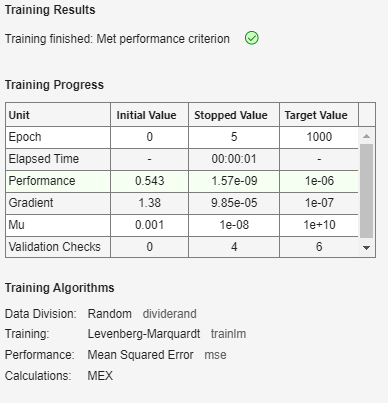 Training Results
Training finished: Met performance criterion
Training Progress
Unit Initial Value Stopped Value Target Value
Epoch 0 5 1000
Elapsed Time - 00:00:01 -
Performance 0.543 1.57e-09 1e-06
Gradient 1.38 9.85e-05 1e-07
Mu 0.001 1e-08 1e+10
Validation Checks 0 4 6
Training Algorithms
Data Division: Random dividerand
Training: Levenberg-Marquardt trainlm
Performance: Mean Squared Error mse
Calculations: MEX